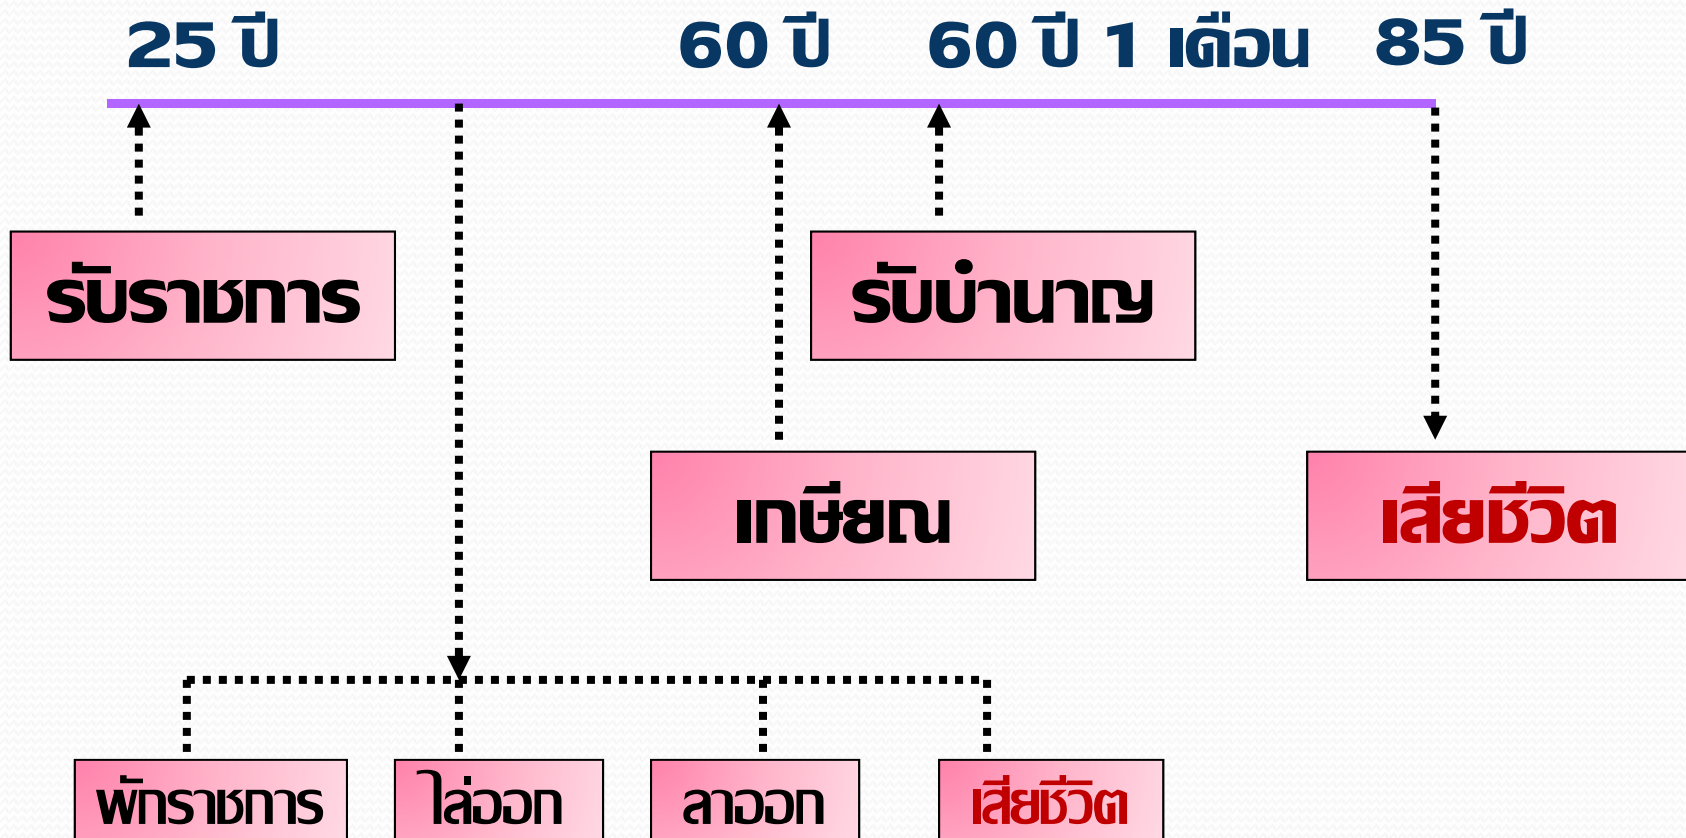 25 ปี 60 ปี 60 ปี 1 เดือน 85 ปี
รับราชการ รับบำนาญ
เกษียณ เสียชีวิต
พักราชการ ไล่ออก ลาออก เสียชีวิต